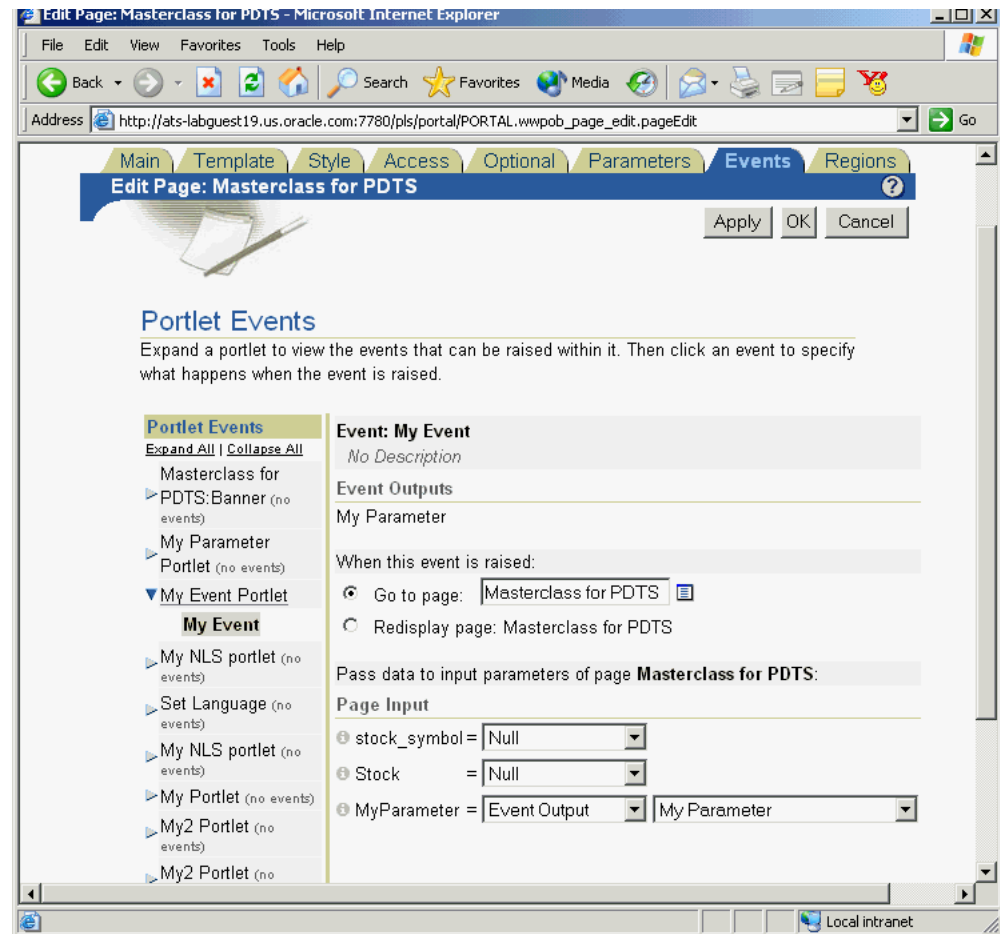 Edit Page: Masterclass for PDTS - Microsoft Internet Explorer
File Edit View Favorites Tools Help
Back Search Favorites Media
Address http://ats-labguest19.us.oracle.com:7780/pls/portal/PORTAL.wwpob_page_edit.pageEdit Go
Main Template Style Access Optional Parameters Events Regions
Edit Page: Masterclass for PDTS ?
Apply OK Cancel
Portlet Events
Expand a portlet to view the events that can be raised within it. Then click an event to specify
what happens when the event is raised.
Portlet Events
Expand All | Collapse All
Masterclass for
PDTS:Banner (no
events)
My Parameter
Portlet (no events)
My Event Portlet
My Event
My NLS portlet (no
events)
Set Language (no
events)
My NLS portlet (no
events)
My Portlet (no events)
My2 Portlet (no
events)
My2 Portlet (no
Event: My Event
No Description
Event Outputs
My Parameter
When this event is raised:
Go to page: Masterclass for PDTS
Redisplay page: Masterclass for PDTS
Pass data to input parameters of page Masterclass for PDTS:
Page Input
stock_symbol = Null
Stock = Null
MyParameter = Event Output My Parameter
Local intranet